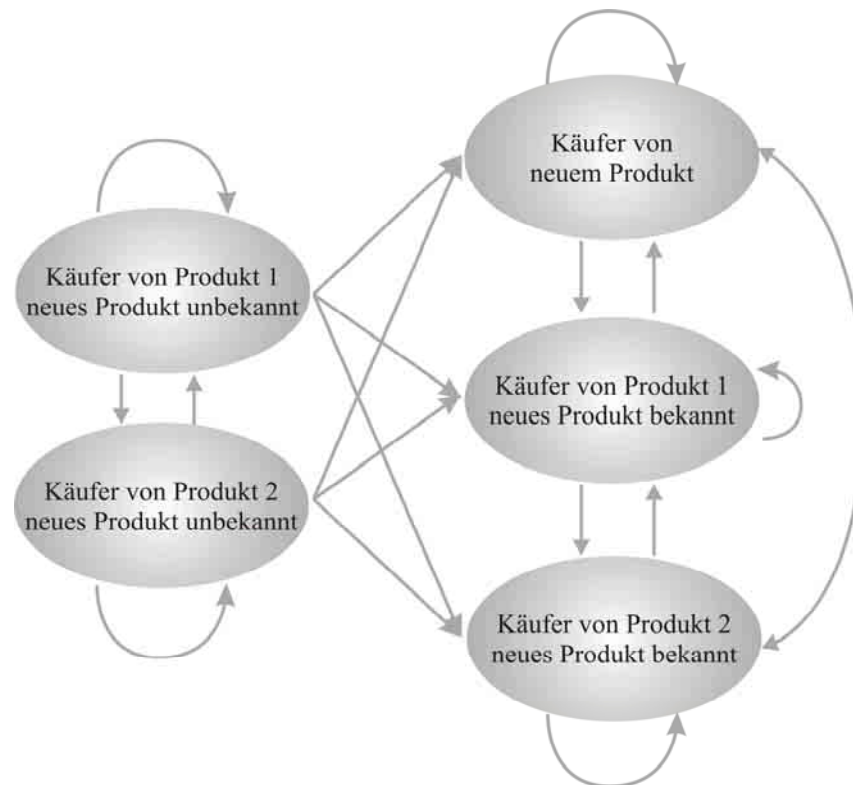 Käufer von
neuem Produkt
Käufer von Produkt 1
neues Produkt unbekannt
Käufer von Produkt 1
neues Produkt bekannt
Käufer von Produkt 2
neues Produkt unbekannt
Käufer von Produkt 2
neues Produkt bekannt